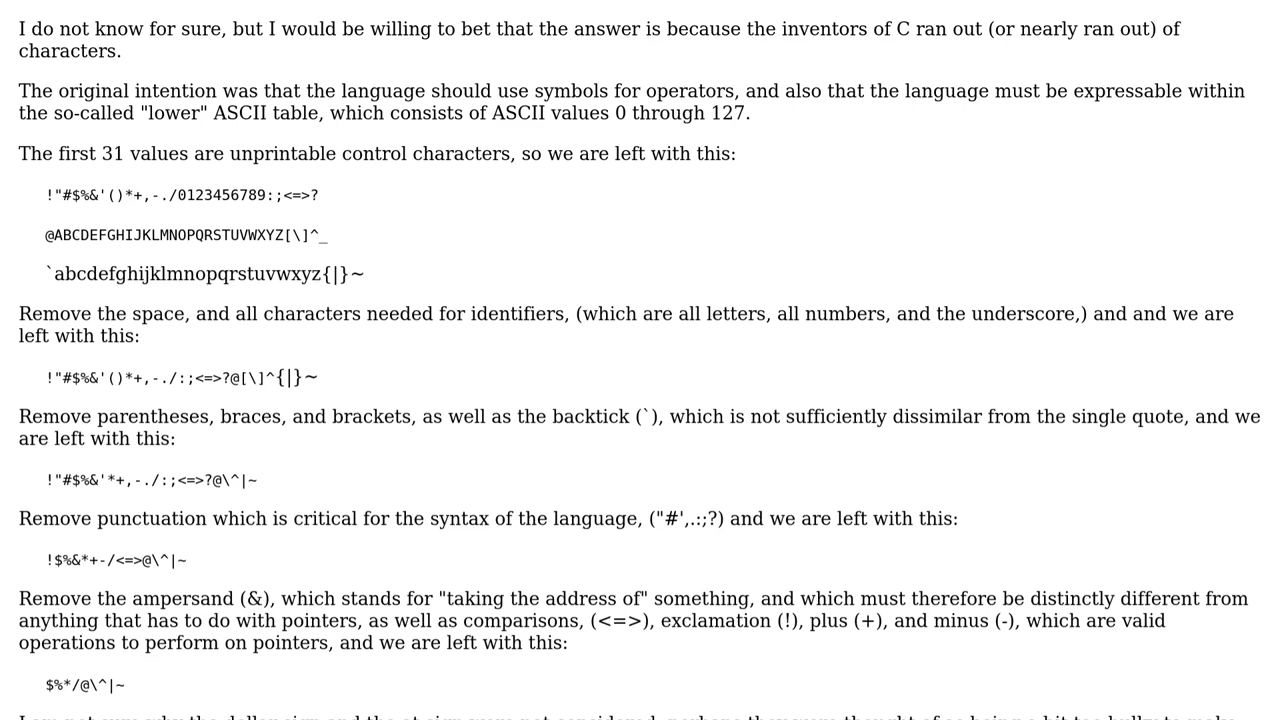 I do not know for sure, but I would be willing to bet that the answer is because the inventors of C ran out (or nearly ran out) of
characters.
The original intention was that the language should use symbols for operators, and also that the language must be expressable within
the so-called "lower" ASCII table, which consists of ASCII values 0 through 127.
The first 31 values are unprintable control characters, so we are left with this:
!"#$%&'()*+,-./0123456789:;<=>?
@ABCDEFGHIJKLMNOPQRSTUVWXYZ[\]^_
`abcdefghijklmnopqrstuvwxyz{|}~
Remove the space, and all characters needed for identifiers, (which are all letters, all numbers, and the underscore,) and and we are
left with this:
!"#$%&'()*+,-./:;<=>?@[\]^{|}~
Remove parentheses, braces, and brackets, as well as the backtick (`), which is not sufficiently dissimilar from the single quote, and we
are left with this:
!"#$%&'*+,-./:;<=>?@\^|~
Remove punctuation which is critical for the syntax of the language, ("#',.:;?) and we are left with this:
!$%&*+-/<=>@\^|~
Remove the ampersand (&), which stands for "taking the address of" something, and which must therefore be distinctly different from
anything that has to do with pointers, as well as comparisons, (<=>), exclamation (!), plus (+), and minus (-), which are valid
operations to perform on pointers, and we are left with this:
$%*/@\^|~